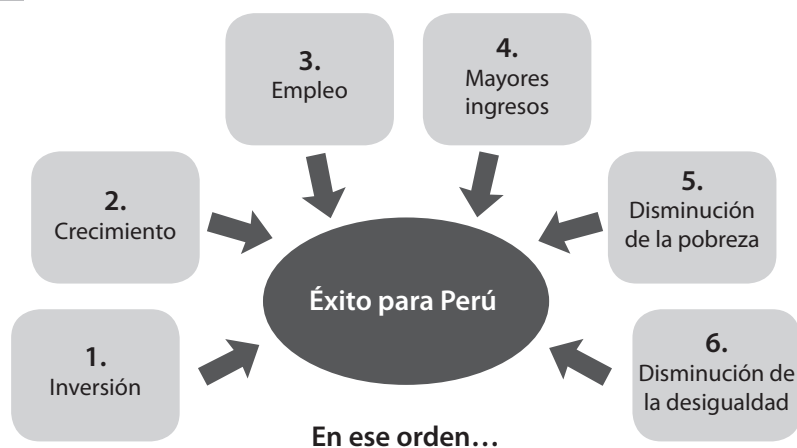 1.
Inversión
2.
Crecimiento
3.
Empleo
4.
Mayores
ingresos
5.
Disminución
de la pobreza
6.
Disminución de
la desigualdad
Éxito para Perú
En ese orden…